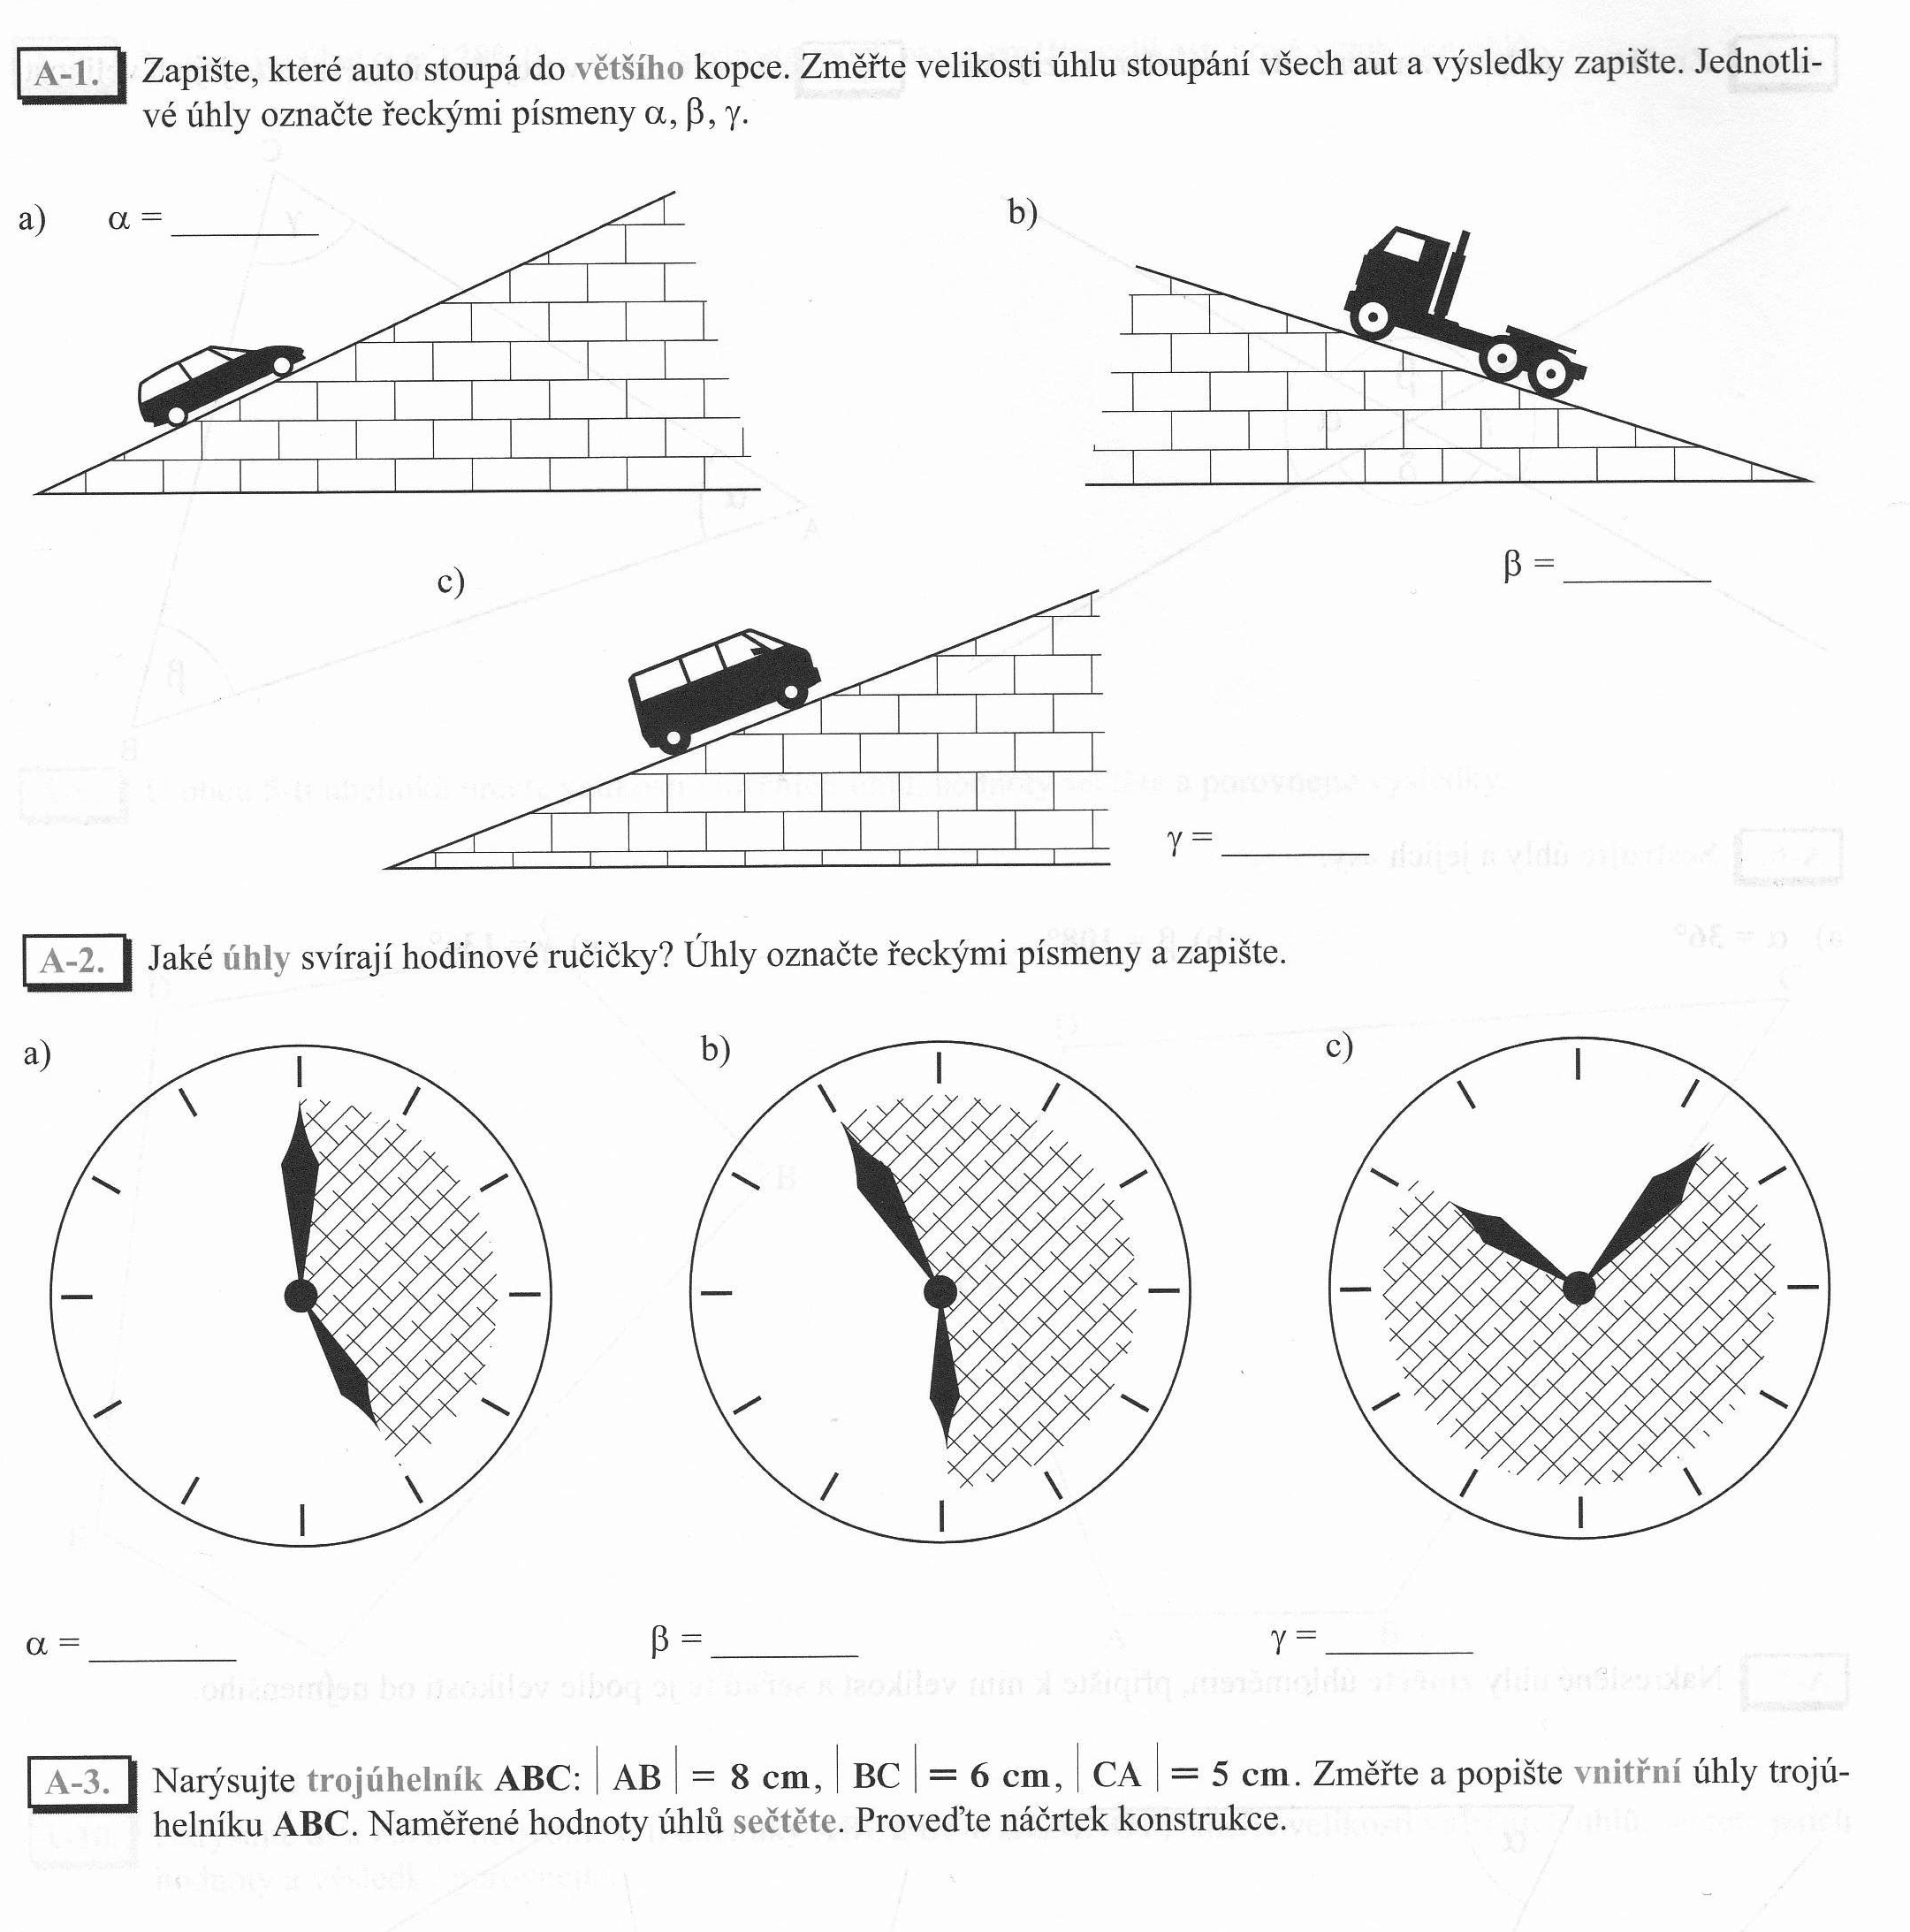 A-1. Zapište, které auto stoupá do většího kopce. Změřte velikosti úhlu stoupání všech aut a výsledky zapište. Jednotli-
vé úhly označte řeckými písmeny α, β, γ.
a) α = ________
b)
β = ________
c)
γ = ________
A-2. Jaké úhly svírají hodinové ručičky? Úhly označte řeckými písmeny a zapište.
a) b) c)
α = ________ β = ________ γ = ________
A-3. Narýsujte trojúhelník ABC: | AB | = 8 cm, | BC | = 6 cm, | CA | = 5 cm. Změřte a popište vnitřní úhly trojú-
helníku ABC. Naměřené hodnoty úhlů sečtěte. Proveďte náčrtek konstrukce.